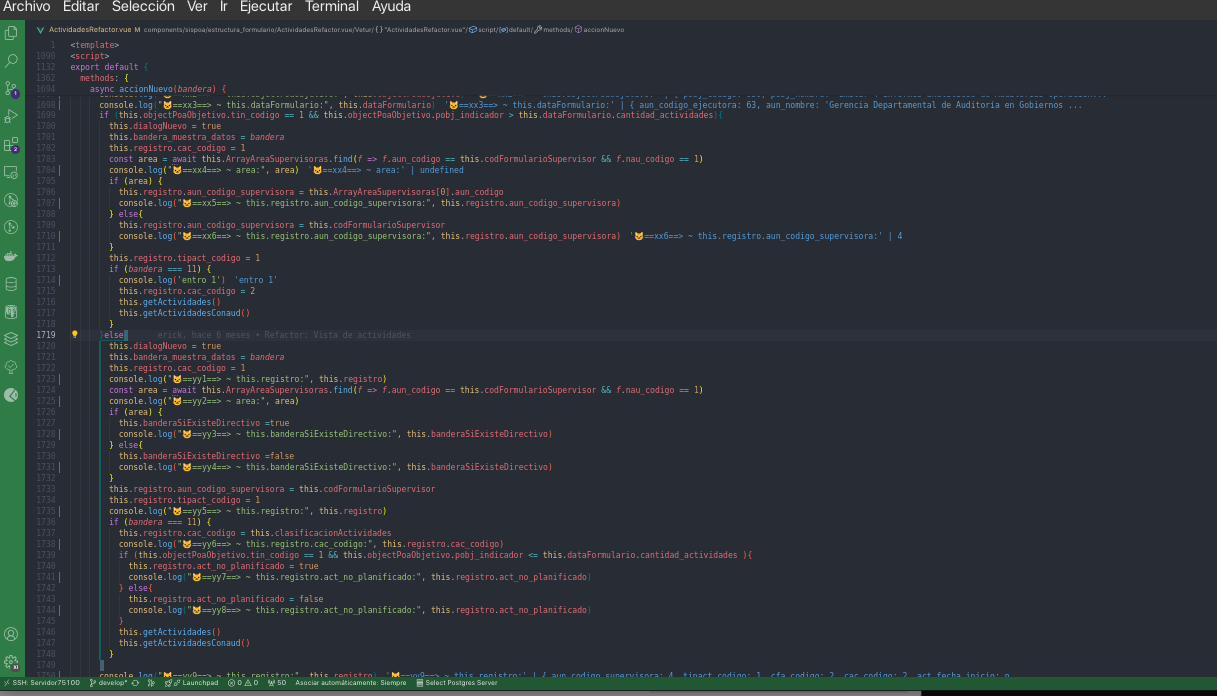 Archivo Editar Selección Ver Ir Ejecutar Terminal Ayuda
ActividadesRefactor.vue M components/sispoa/estructura_formulario/ActividadesRefactor.vue/Vetur/{}"ActividadesRefactor.vue"/script/default/methods/accionNuevo
1 <template>
1090 <script>
1132 export default {
1362 methods: {
1694 async accionNuevo(bandera) {
1698 console.log("🐱==xx3==> ~ this.dataFormulario:", this.dataFormulario) '🐱==xx3==> ~ this.dataFormulario:' | { aun_codigo_ejecutora: 63, aun_nombre: 'Gerencia Departamental de Auditoría en Gobiernos ...
1699 if (this.objectPoaObjetivo.tin_codigo == 1 && this.objectPoaObjetivo.pobj_indicador > this.dataFormulario.cantidad_actividades){
1700 this.dialogNuevo = true
1701 this.bandera_muestra_datos = bandera
1702 this.registro.cac_codigo = 1
1703 const area = await this.ArrayAreaSupervisoras.find(f => f.aun_codigo == this.codFormularioSupervisor && f.nau_codigo == 1)
1704 console.log("🐱==xx4==> ~ area:", area) '🐱==xx4==> ~ area:' | undefined
1705 if (area) {
1706 this.registro.aun_codigo_supervisora = this.ArrayAreaSupervisoras[0].aun_codigo
1707 console.log("🐱==xx5==> ~ this.registro.aun_codigo_supervisora:", this.registro.aun_codigo_supervisora)
1708 } else{
1709 this.registro.aun_codigo_supervisora = this.codFormularioSupervisor
1710 console.log("🐱==xx6==> ~ this.registro.aun_codigo_supervisora:", this.registro.aun_codigo_supervisora) '🐱==xx6==> ~ this.registro.aun_codigo_supervisora:' | 4
1711 }
1712 this.registro.tipact_codigo = 1
1713 if (bandera === 11) {
1714 console.log('entro 1') 'entro 1'
1715 this.registro.cac_codigo = 2
1716 this.getActividades()
1717 this.getActividadesConaud()
1718 }
1719 }else{ erick, hace 6 meses • Refactor: Vista de actividades
1720 this.dialogNuevo = true
1721 this.bandera_muestra_datos = bandera
1722 this.registro.cac_codigo = 1
1723 console.log("🐱==yy1==> ~ this.registro:", this.registro)
1724 const area = await this.ArrayAreaSupervisoras.find(f => f.aun_codigo == this.codFormularioSupervisor && f.nau_codigo == 1)
1725 console.log("🐱==yy2==> ~ area:", area)
1726 if (area) {
1727 this.banderaSiExisteDirectivo =true
1728 console.log("🐱==yy3==> ~ this.banderaSiExisteDirectivo:", this.banderaSiExisteDirectivo)
1729 } else{
1730 this.banderaSiExisteDirectivo =false
1731 console.log("🐱==yy4==> ~ this.banderaSiExisteDirectivo:", this.banderaSiExisteDirectivo)
1732 }
1733 this.registro.aun_codigo_supervisora = this.codFormularioSupervisor
1734 this.registro.tipact_codigo = 1
1735 console.log("🐱==yy5==> ~ this.registro:", this.registro)
1736 if (bandera === 11) {
1737 this.registro.cac_codigo = this.clasificacionActividades
1738 console.log("🐱==yy6==> ~ this.registro.cac_codigo:", this.registro.cac_codigo)
1739 if (this.objectPoaObjetivo.tin_codigo == 1 && this.objectPoaObjetivo.pobj_indicador <= this.dataFormulario.cantidad_actividades ){
1740 this.registro.act_no_planificado = true
1741 console.log("🐱==yy7==> ~ this.registro.act_no_planificado:", this.registro.act_no_planificado)
1742 } else{
1743 this.registro.act_no_planificado = false
1744 console.log("🐱==yy8==> ~ this.registro.act_no_planificado:", this.registro.act_no_planificado)
1745 }
1746 this.getActividades()
1747 this.getActividadesConaud()
1748 }
1749 }
1750 console.log("🐱==yy9==> ~ this.registro:", this.registro) '🐱==yy9==> ~ this.registro:' | { aun_codigo_supervisora: 4, tipact_codigo: 1, cfa_codigo: 2, cac_codigo: 2, act_fecha_inicio: n
SSH: Servidor75100 develop* Launchpad 0 0 50 Asociar automáticamente: Siempre Select Postgres Server